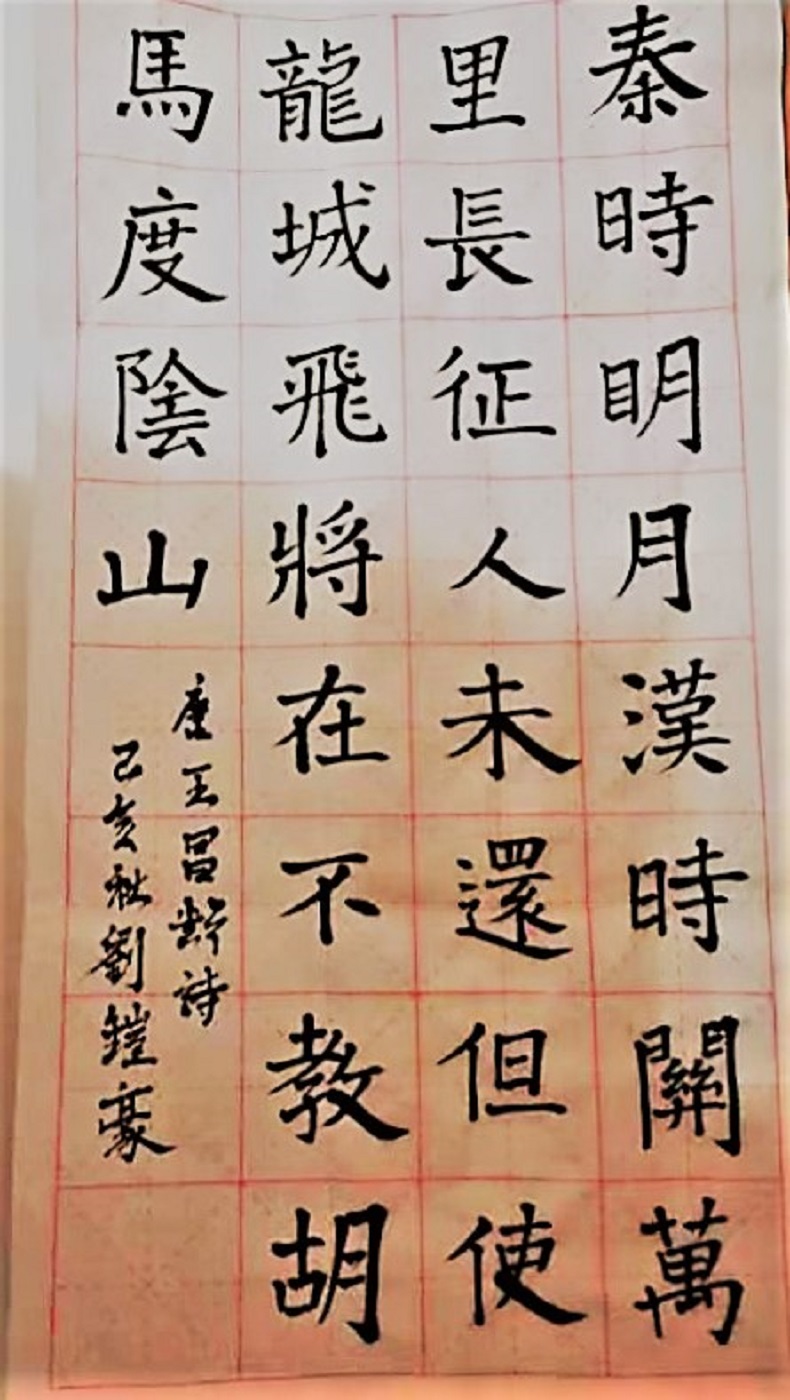 秦時明月漢時關萬
里長征人未還但使
龍城飛將在不教胡
馬度陰山
唐王昌齡詩
己亥秋劉鎧豪